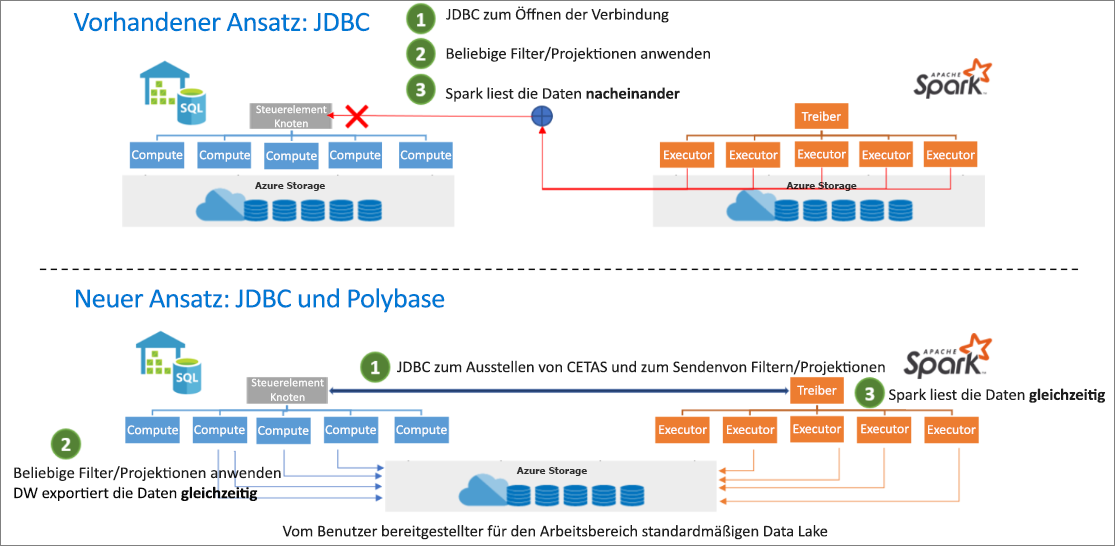 Vorhandener Ansatz: JDBC
1 JDBC zum Öffnen der Verbindung
2 Beliebige Filter/Projektionen anwenden
3 Spark liest die Daten nacheinander
SQL
Steuerelement
Knoten
APACHE
Spark™
Treiber
Compute Compute Compute Compute Compute
Executor Executor Executor Executor Executor
Azure Storage
Azure Storage
Neuer Ansatz: JDBC und Polybase
SQL
1 JDBC zum Ausstellen von CETAS und zum Sendenvon Filtern/Projektionen
APACHE
Spark™
Steuerelement
Knoten
Treiber
3 Spark liest die Daten gleichzeitig
Compute Compute Compute Compute Compute
Executor Executor Executor Executor Executor
2
Beliebige Filter/Projektionen anwenden
DW exportiert die Daten gleichzeitig
Azure Storage
Vom Benutzer bereitgestellter für den Arbeitsbereich standardmäßigen Data Lake